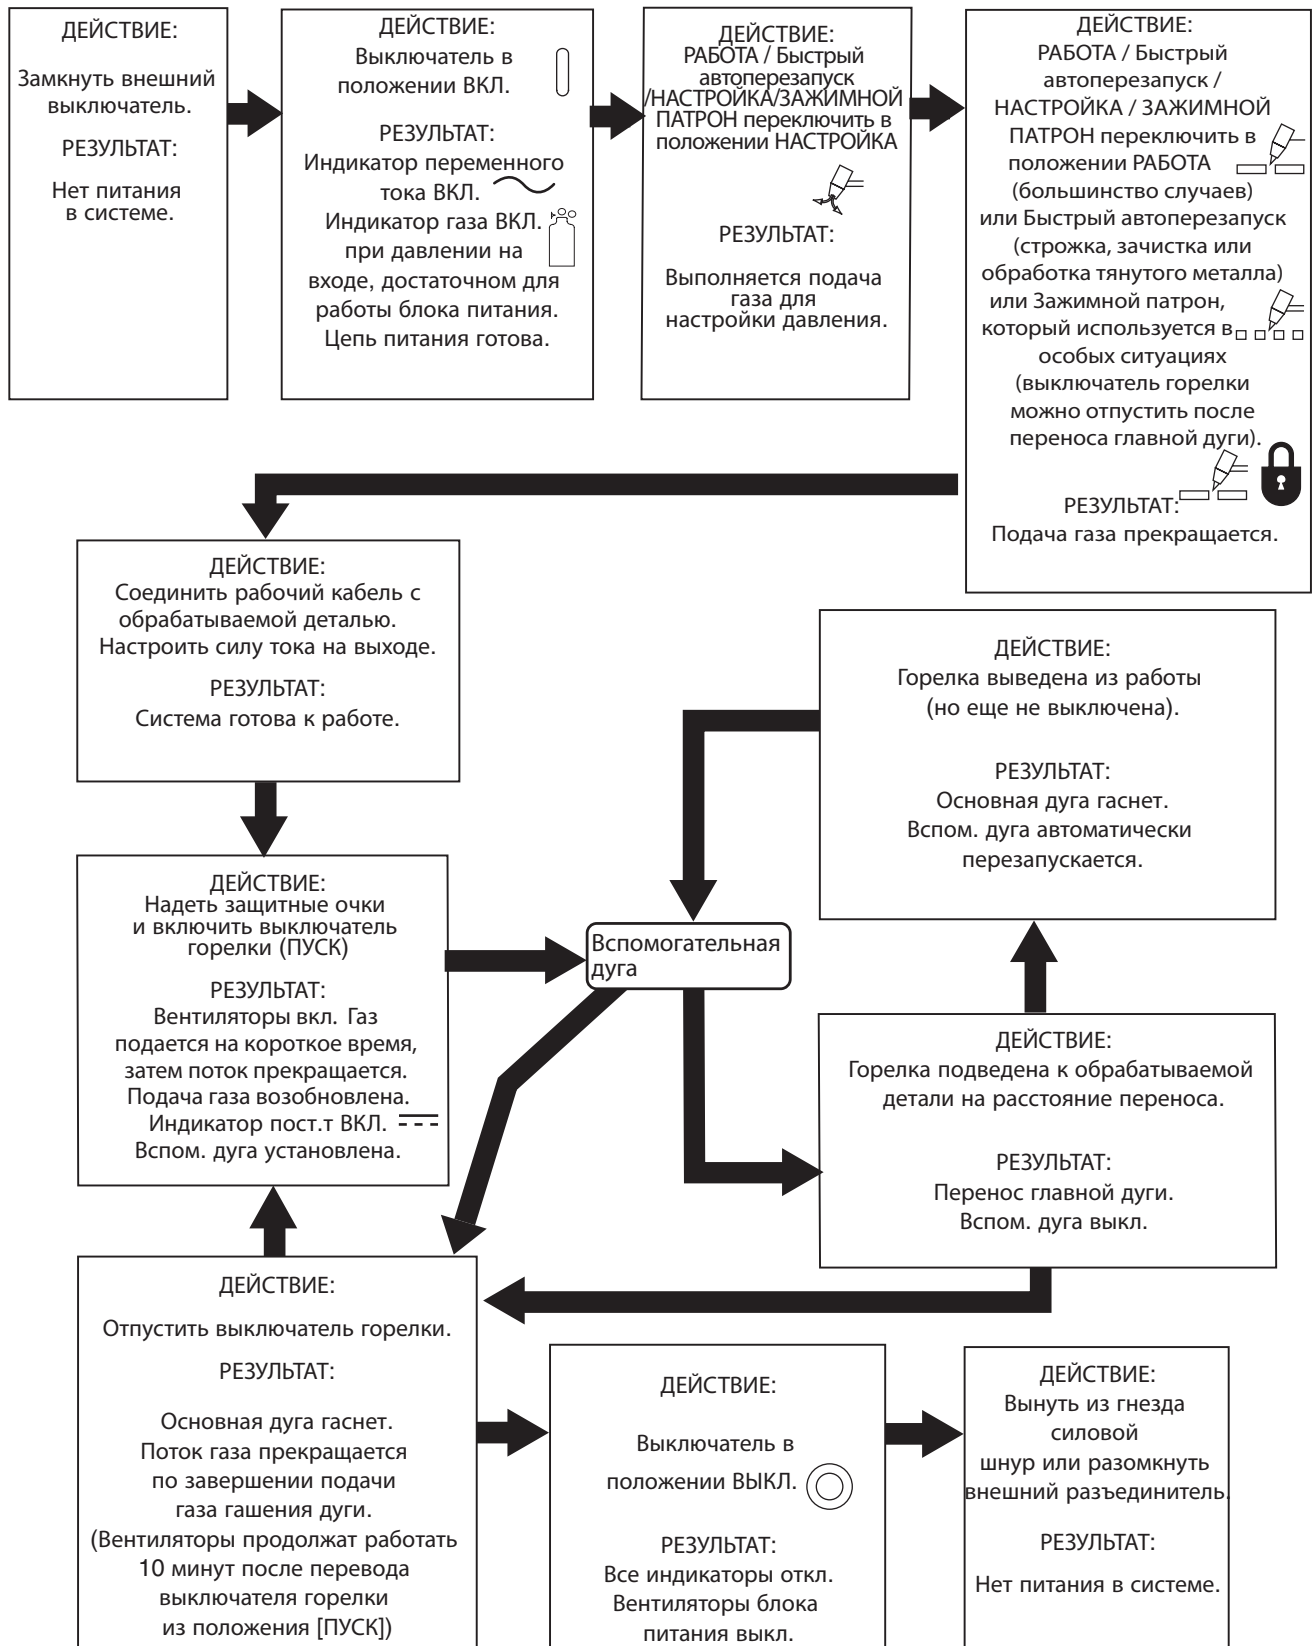 ДЕЙСТВИЕ:
Замкнуть внешний
выключатель.
РЕЗУЛЬТАТ:
Нет питания
в системе.
ДЕЙСТВИЕ:
Выключатель в
положении ВКЛ.
РЕЗУЛЬТАТ:
Индикатор переменного
тока ВКЛ.
Индикатор газа ВКЛ.
при давлении на
входе, достаточном для
работы блока питания.
Цепь питания готова.
ДЕЙСТВИЕ:
РАБОТА / Быстрый
автоперезапуск
/НАСТРОЙКА/ЗАЖИМНОЙ
ПАТРОН переключить в
положении НАСТРОЙКА
РЕЗУЛЬТАТ:
Выполняется подача
газа для
настройки давления.
ДЕЙСТВИЕ:
РАБОТА / Быстрый
автоперезапуск /
НАСТРОЙКА / ЗАЖИМНОЙ
ПАТРОН переключить в
положении РАБОТА
(большинство случаев)
или Быстрый автоперезапуск
(строжка, зачистка или
обработка тянутого металла)
или Зажимной патрон,
который используется в
особых ситуациях
(выключатель горелки
можно отпустить после
переноса главной дуги).
РЕЗУЛЬТАТ:
Подача газа прекращается.
ДЕЙСТВИЕ:
Соединить рабочий кабель с
обрабатываемой деталью.
Настроить силу тока на выходе.
РЕЗУЛЬТАТ:
Система готова к работе.
ДЕЙСТВИЕ:
Надеть защитные очки
и включить выключатель
горелки (ПУСК)
РЕЗУЛЬТАТ:
Вентиляторы вкл. Газ
подается на короткое время,
затем поток прекращается.
Подача газа возобновлена.
Индикатор пост.т ВКЛ.
Вспом. дуга установлена.
Вспомогательная
дуга
ДЕЙСТВИЕ:
Горелка выведена из работы
(но еще не выключена).
РЕЗУЛЬТАТ:
Основная дуга гаснет.
Вспом. дуга автоматически
перезапускается.
ДЕЙСТВИЕ:
Горелка подведена к обрабатываемой
детали на расстояние переноса.
РЕЗУЛЬТАТ:
Перенос главной дуги.
Вспом. дуга выкл.
ДЕЙСТВИЕ:
Отпустить выключатель горелки.
РЕЗУЛЬТАТ:
Основная дуга гаснет.
Поток газа прекращается
по завершении подачи
газа гашения дуги.
(Вентиляторы продолжат работать
10 минут после перевода
выключателя горелки
из положения [ПУСК])
ДЕЙСТВИЕ:
Выключатель в
положении ВЫКЛ.
РЕЗУЛЬТАТ:
Все индикаторы откл.
Вентиляторы блока
питания выкл.
ДЕЙСТВИЕ:
Вынуть из гнезда
силовой
шнур или разомкнуть
внешний разъединитель.
РЕЗУЛЬТАТ:
Нет питания в системе.